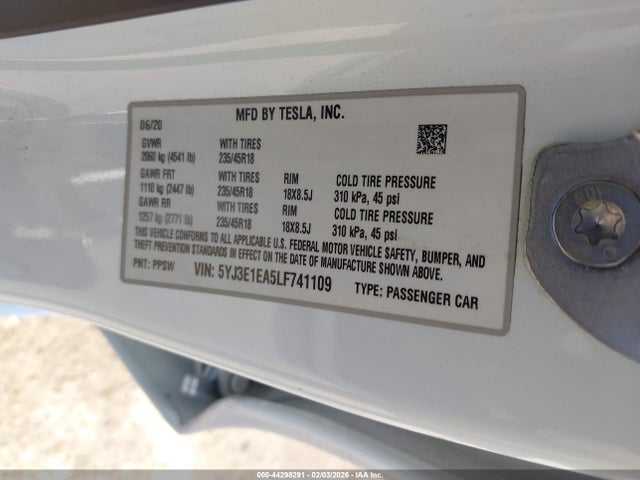 MFD BY TESLA, INC.
06/20
GVWR WITH TIRES
2060 kg (4541 lb) 235/45R18
GAWR FRT WITH TIRES RIM COLD TIRE PRESSURE
1110 kg (2447 lb) 235/45R18 18X8.5J 310 kPa, 45 psi
GAWR RR WITH TIRES RIM COLD TIRE PRESSURE
1257 kg (2771 lb) 235/45R18 18X8.5J 310 kPa, 45 psi
THIS VEHICLE CONFORMS TO ALL APPLICABLE U.S. FEDERAL MOTOR VEHICLE SAFETY, BUMPER, AND
THEFT PREVENTION STANDARDS IN EFFECT ON THE DATE OF MANUFACTURE SHOWN ABOVE.
PNT: PPSW VIN: 5YJ3E1EA5LF741109 TYPE: PASSENGER CAR
000-44298291 - 02/03/2026 - IAA Inc.